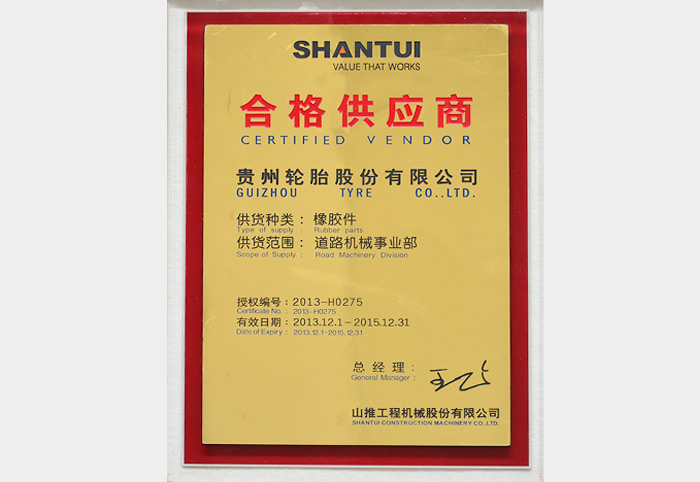 SHANTUI
VALUE THAT WORKS
合格供应商
CERTIFIED VENDOR
贵州轮胎股份有限公司
GUIZHOU TYRE CO..LTD.
供货种类：橡胶件
Type of supply : Rubber parts
供货范围：道路机械事业部
Scope of Supply : Road Machinery Division
授权编号：2013-H0275
Certificate No. : 2013-H0275
有效日期：2013.12.1-2015.12.31
Date of Expiry : 2013.12.1-2015.12.31
总经理：
General Manager :
山推工程机械股份有限公司
SHANTUI CONSTRUCTION MACHINERY CO.,LTD.